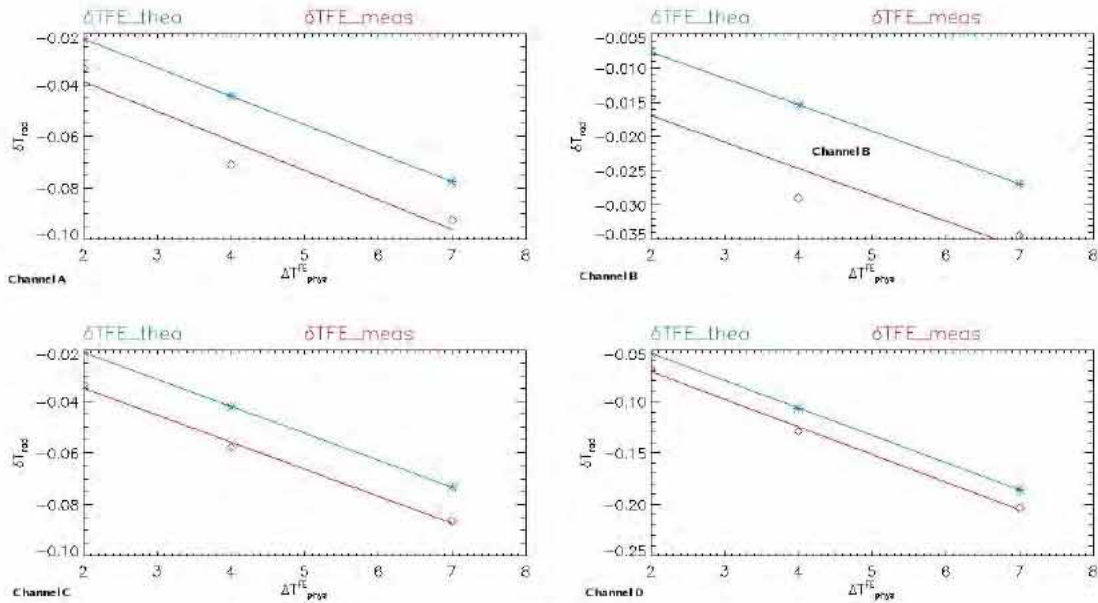 δTFE_thea δTFE_meas
δTFE_thea δTFE_meas
-0.02
-0.04
-0.06
-0.08
-0.10
δT_rad
2 3 4 5 6 7 8
ΔT^FE_phys
Channel A
-0.005
-0.010
-0.015
-0.020
-0.025
-0.030
-0.035
δT_rad
Channel B
2 3 4 5 6 7 8
ΔT^FE_phys
Channel B
δTFE_thea δTFE_meas
δTFE_thea δTFE_meas
-0.02
-0.04
-0.06
-0.08
-0.10
δT_rad
2 3 4 5 6 7 8
ΔT^FE_phys
Channel C
-0.05
-0.10
-0.15
-0.20
-0.25
δT_rad
2 3 4 5 6 7 8
ΔT^FE_phys
Channel D